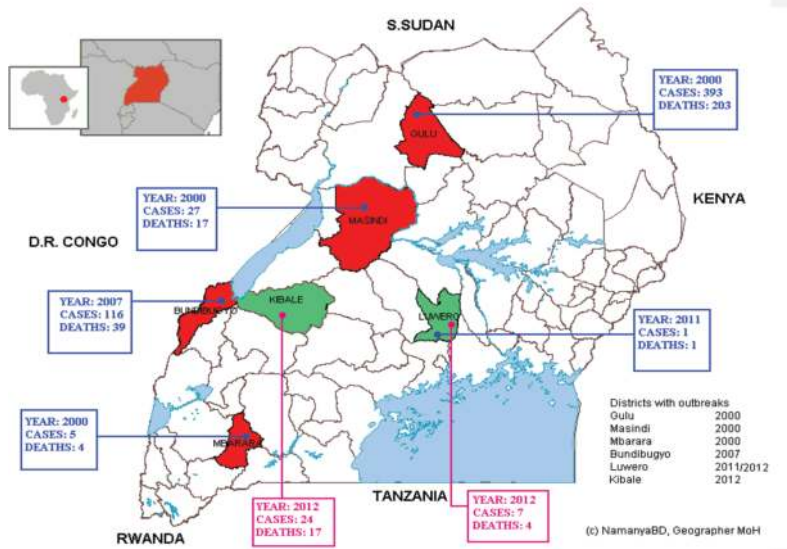 S.SUDAN
YEAR: 2000
CASES: 393
DEATHS: 203
GULU
YEAR: 2000
CASES: 27
DEATHS: 17
MASINDI
KENYA
D.R. CONGO
YEAR: 2007
CASES: 116
DEATHS: 39
BUNDIBUGYO
KIBALE
LUWERO
YEAR: 2011
CASES: 1
DEATHS: 1
YEAR: 2000
CASES: 5
DEATHS: 4
MBARARA
Districts with outbreaks
Gulu 2000
Masindi 2000
Mbarara 2000
Bundibugyo 2007
Luwero 2011/2012
Kibale 2012
YEAR: 2012
CASES: 24
DEATHS: 17
TANZANIA
YEAR: 2012
CASES: 7
DEATHS: 4
RWANDA
(c) NamanyaBD, Geographer MoH